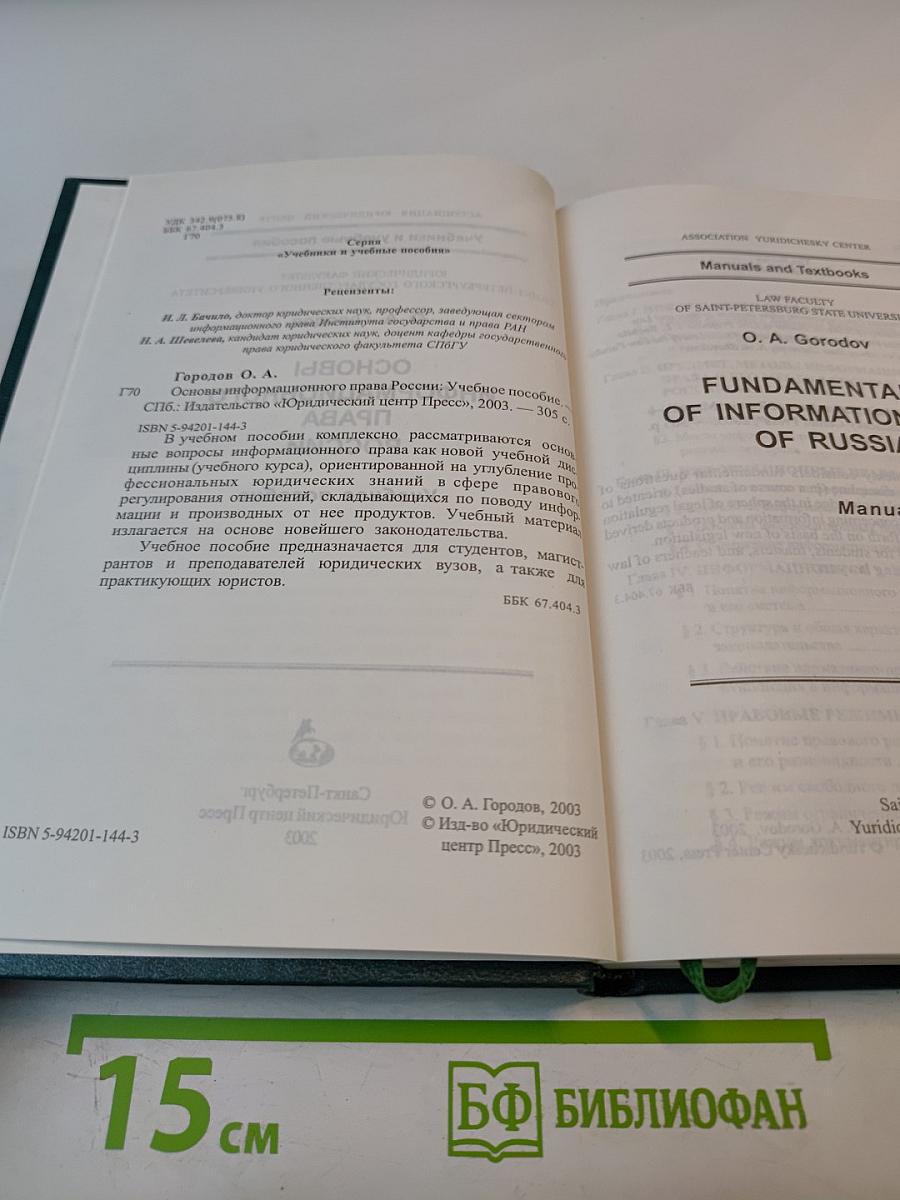 УДК 342.9(075.8)
ББК 67.404.3
Г70
Серия
«Учебники и учебные пособия»
Рецензенты:
И. Л. Бачило, доктор юридических наук, профессор, заведующая сектором
информационного права Института государства и права РАН
Н. А. Шевелева, кандидат юридических наук, доцент кафедры государственного
права юридического факультета СПбГУ
Городов О. А.
Г70 Основы информационного права России: Учебное пособие. —
СПб.: Издательство «Юридический центр Пресс», 2003. — 305 с.
ISBN 5-94201-144-3
В учебном пособии комплексно рассматриваются основ
ные вопросы информационного права как новой учебной дис
циплины (учебного курса), ориентированной на углубление про
фессиональных юридических знаний в сфере правового
регулирования отношений, складывающихся по поводу инфор
мации и производных от нее продуктов. Учебный материал
излагается на основе новейшего законодательства.
Учебное пособие предназначается для студентов, магист-
рантов и преподавателей юридических вузов, а также для
практикующих юристов.
ББК 67.404.3
© О. А. Городов, 2003
© Изд-во «Юридический
центр Пресс», 2003
ISBN 5-94201-144-3
ASSOCIATION YURIDICHESKY CENTER
Manuals and Textbooks
LAW FACULTY
OF SAINT-PETERSBURG STATE UNIVERS
O. A. Gorodov
FUNDAMENTA
OF INFORMATION
OF RUSSIA
Manua
Sai
Yuridic
15 см
БФ БИБЛИОФАН